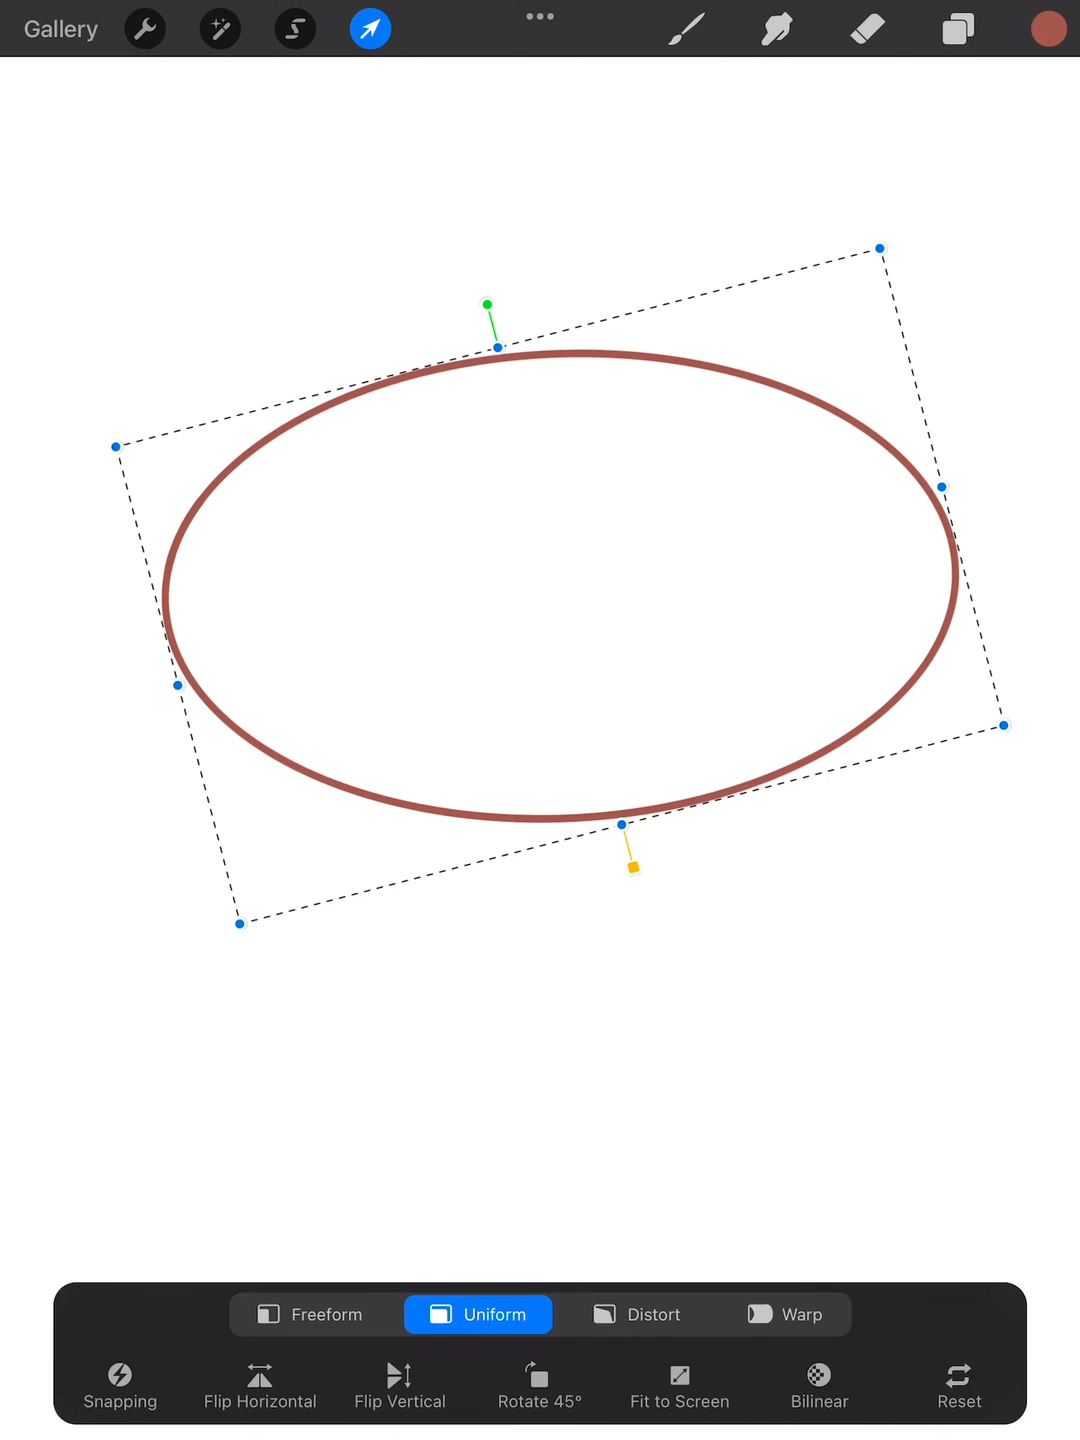 Gallery
Freeform Uniform Distort Warp
Snapping Flip Horizontal Flip Vertical Rotate 45° Fit to Screen Bilinear Reset